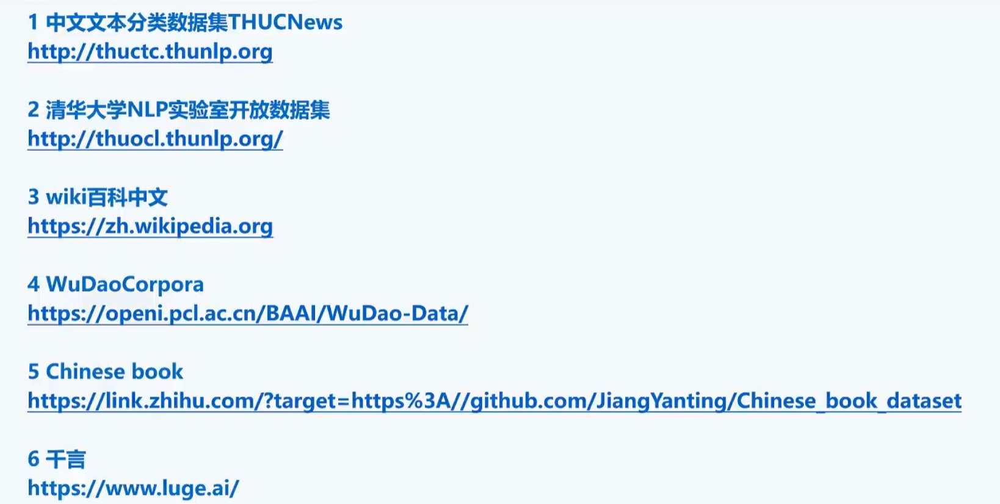 1 中文文本分类数据集THUCNews
http://thuctc.thunlp.org
2 清华大学NLP实验室开放数据集
http://thuocl.thunlp.org/
3 wiki百科中文
https://zh.wikipedia.org
4 WuDaoCorpora
https://openi.pcl.ac.cn/BAAI/WuDao-Data/
5 Chinese book
https://link.zhihu.com/?target=https%3A//github.com/JiangYanting/Chinese_book_dataset
6 千言
https://www.luge.ai/